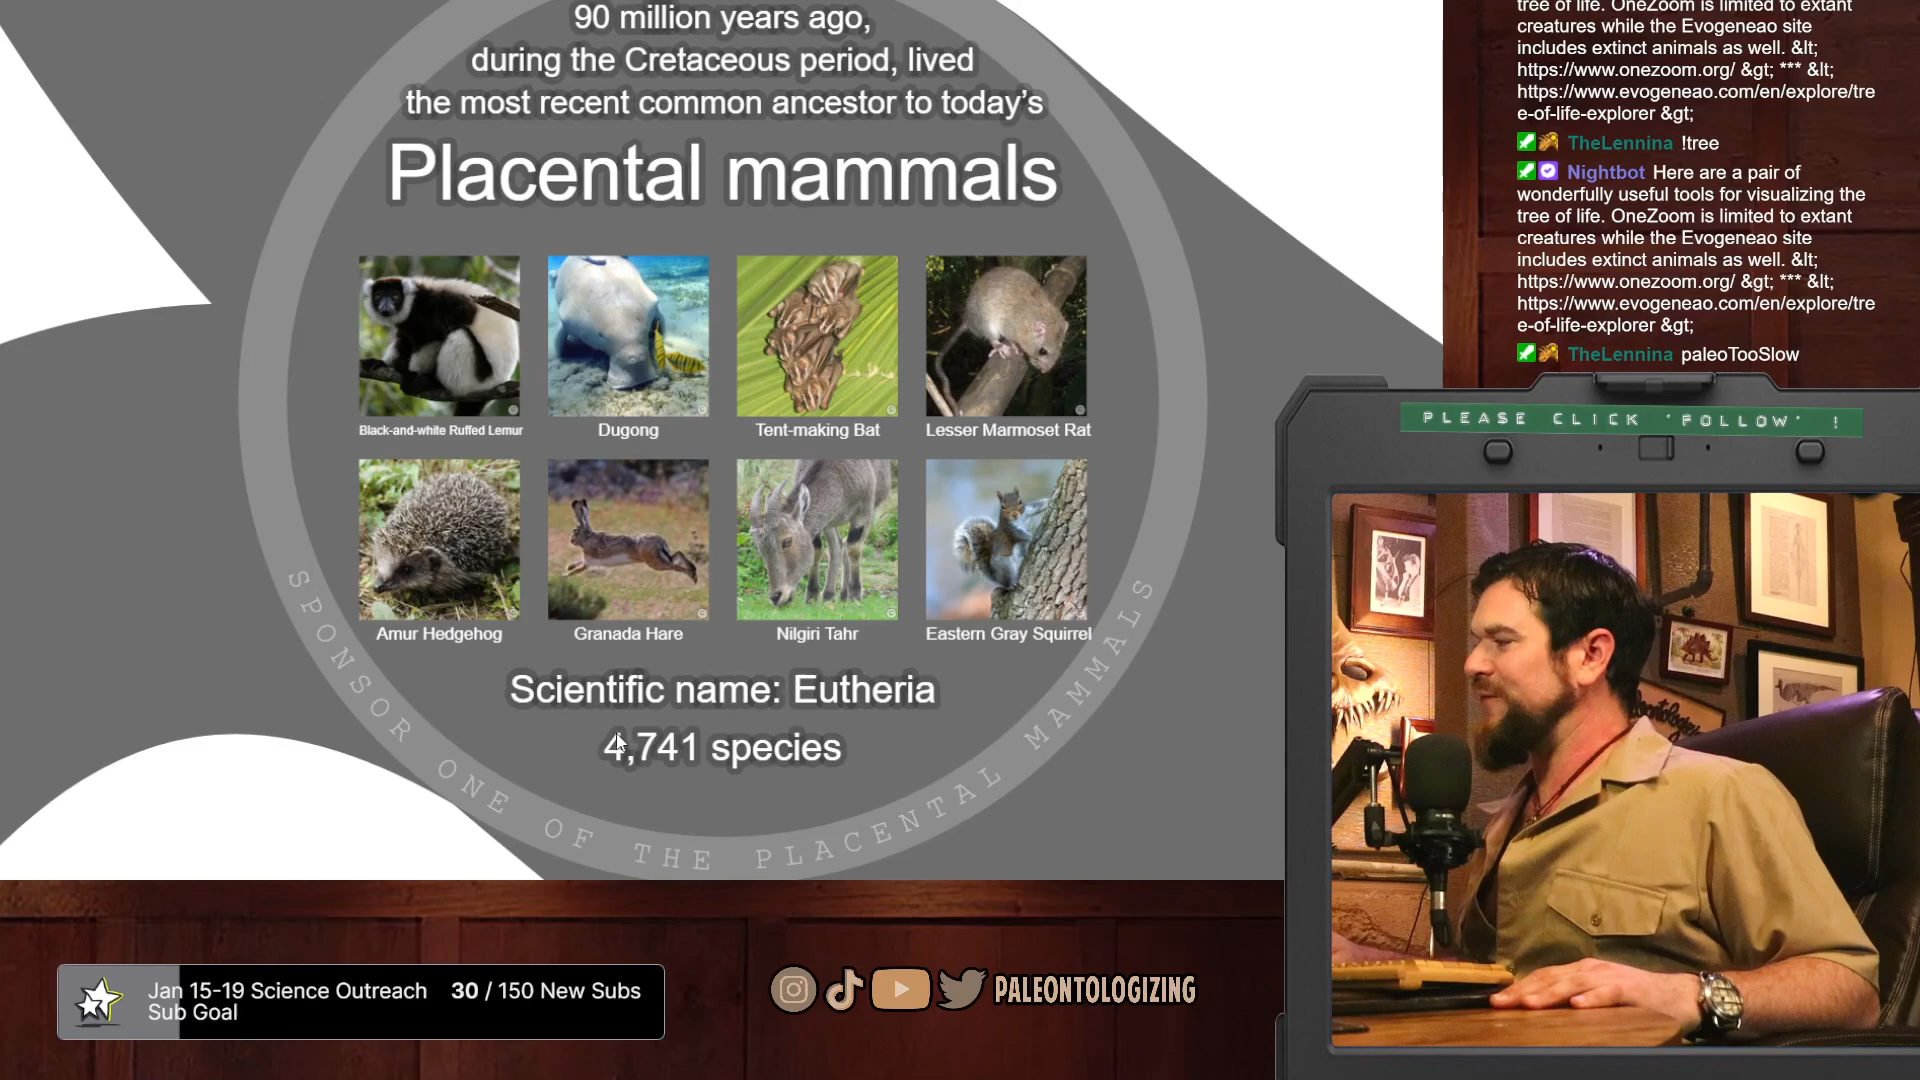 90 million years ago,
during the Cretaceous period, lived
the most recent common ancestor to today's
Placental mammals
Black-and-white Ruffed Lemur
Dugong
Tent-making Bat
Lesser Marmoset Rat
Amur Hedgehog
Granada Hare
Nilgiri Tahr
Eastern Gray Squirrel
Scientific name: Eutheria
4,741 species
SPONSOR ONE OF THE PLACENTAL MAMMALS
tree of life. OneZoom is limited to extant
creatures while the Evogeneao site
includes extinct animals as well. &lt;
https://www.onezoom.org/ &gt; *** &lt;
https://www.evogeneao.com/en/explore/tre
e-of-life-explorer &gt;
TheLennina !tree
Nightbot Here are a pair of
wonderfully useful tools for visualizing the
tree of life. OneZoom is limited to extant
creatures while the Evogeneao site
includes extinct animals as well. &lt;
https://www.onezoom.org/ &gt; *** &lt;
https://www.evogeneao.com/en/explore/tre
e-of-life-explorer &gt;
TheLennina paleoTooSlow
PLEASE CLICK 'FOLLOW' !
Jan 15-19 Science Outreach 30 / 150 New Subs
Sub Goal
PALEONTOLOGIZING